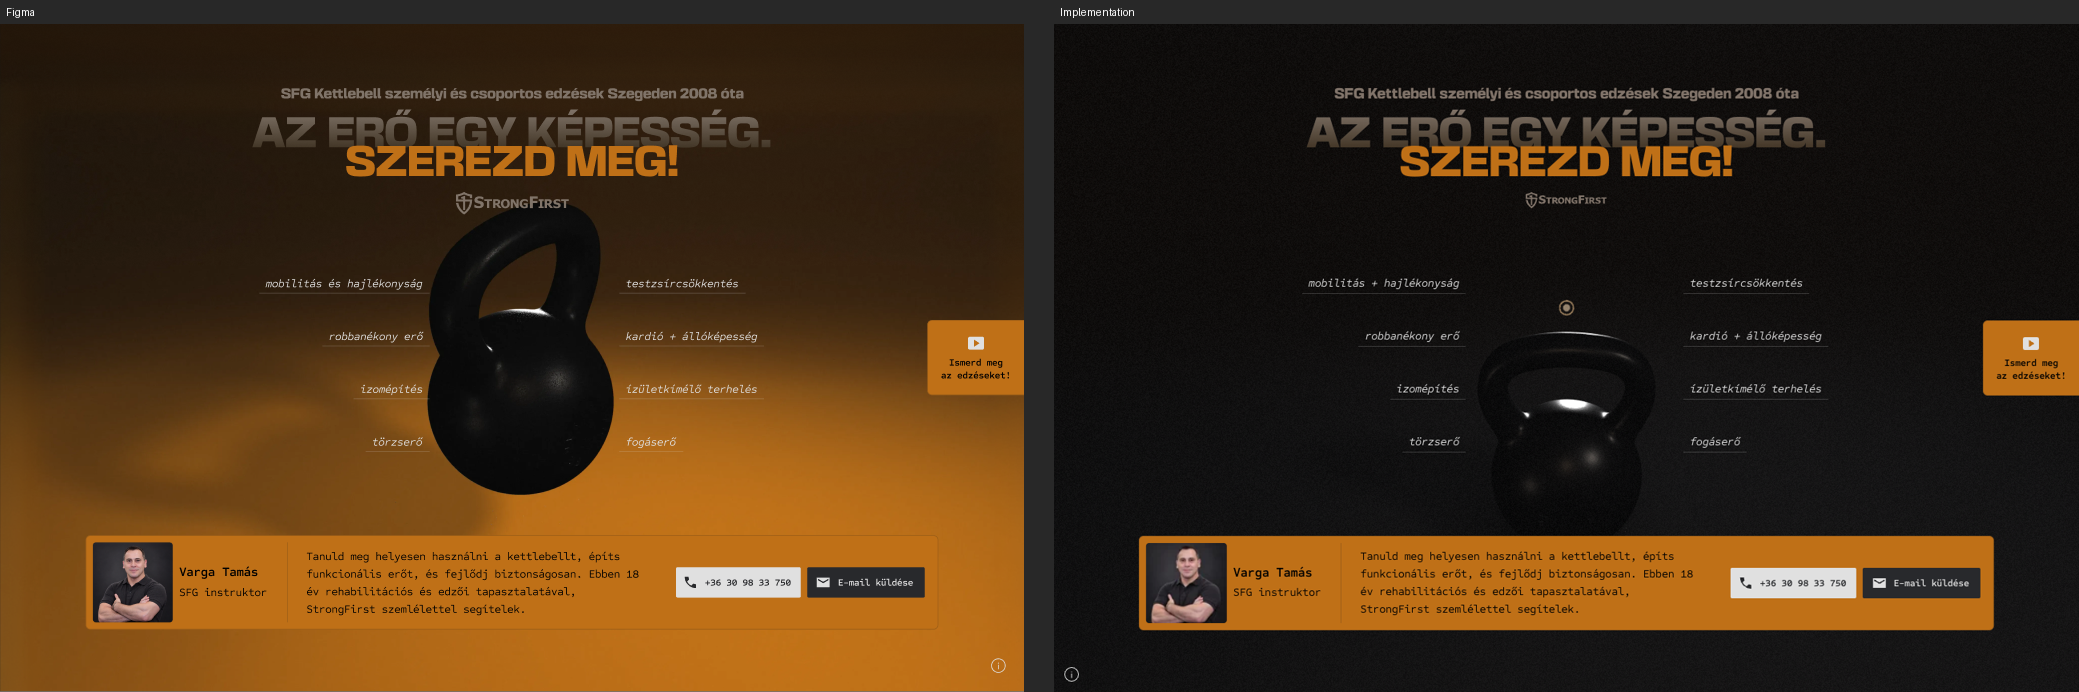 Figma
SFG Kettlebell személyi és csoportos edzések Szegeden 2008 óta
AZ ERŐ EGY KÉPESSÉG.
SZEREZD MEG!
STRONGFIRST
mobilitás és hajlékonyság
testzsírcsökkentés
robbanékony erő
kardió + állóképesség
izomépítés
ízületkímélő terhelés
törzserő
fogáserő
Ismerd meg
az edzéseket!
Varga Tamás
SFG instruktor
Tanuld meg helyesen használni a kettlebellt, építs
funkcionális erőt, és fejlődj biztonságosan. Ebben 18
év rehabilitációs és edzői tapasztalatával,
StrongFirst szemlélettel segítelek.
+36 30 98 33 750
E-mail küldése
Implementation
SFG Kettlebell személyi és csoportos edzések Szegeden 2008 óta
AZ ERŐ EGY KÉPESSÉG.
SZEREZD MEG!
STRONGFIRST
mobilitás + hajlékonyság
testzsírcsökkentés
robbanékony erő
kardió + állóképesség
izomépítés
ízületkímélő terhelés
törzserő
fogáserő
Ismerd meg
az edzéseket!
Varga Tamás
SFG instruktor
Tanuld meg helyesen használni a kettlebellt, építs
funkcionális erőt, és fejlődj biztonságosan. Ebben 18
év rehabilitációs és edzői tapasztalatával,
StrongFirst szemlélettel segítelek.
+36 30 98 33 750
E-mail küldése